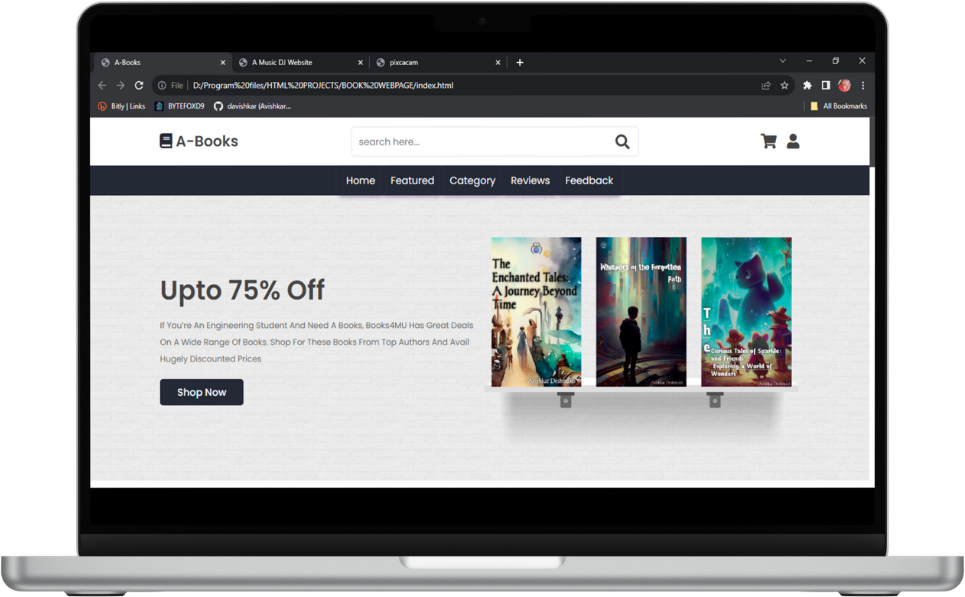 A-Books
A Music DJ Website
pixcacam
File
D:/Program%20files/HTML%20PROJECTS/BOOK%20WEBPAGE/index.html
Bitly | Links
BYTEFOXD9
davishkar (Avishkar...
All Bookmarks
A-Books
search here...
Home
Featured
Category
Reviews
Feedback
Upto 75% Off
If You're An Engineering Student And Need A Books, Books4MU Has Great Deals
On A Wide Range Of Books. Shop For These Books From Top Authors And Avail
Hugely Discounted Prices
Shop Now
The
Enchanted Tales:
A Journey Beyond
Time
Avishkar Deshmukh
Whispers of the Forgotten
Path
Avishkar Deshmukh
The
Curious Tales of Sparkle
and Friends
Exploring a World of
Wonders
Avishkar Deshmukh